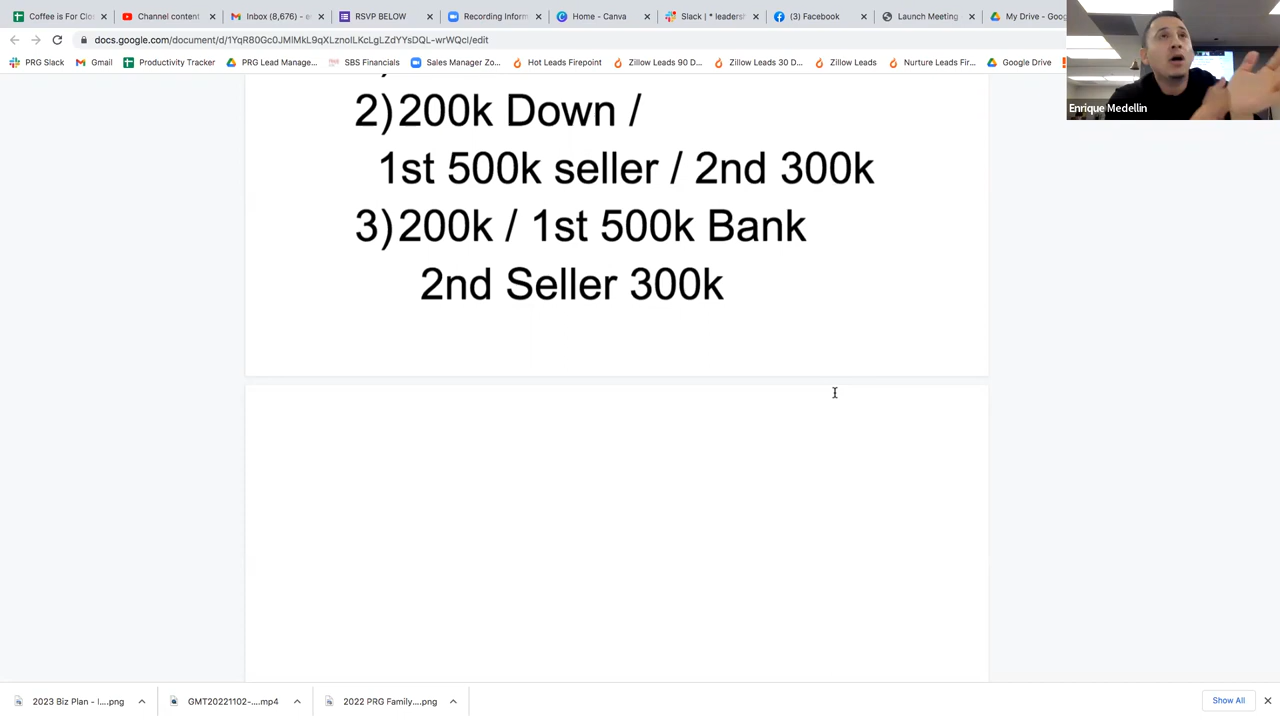 Coffee is For Clo
Channel content
Inbox (8,676) - e
RSVP BELOW
Recording Inform
Home - Canva
Slack | * leadersh
(3) Facebook
Launch Meeting
My Drive - Goog
docs.google.com/document/d/1YqR80Gc0JMlMkL9qXLznolLKcLgLZdYYsDQL-wrWQcI/edit
PRG Slack
Gmail
Productivity Tracker
PRG Lead Manage...
SBS Financials
Sales Manager Zo...
Hot Leads Firepoint
Zillow Leads 90 D...
Zillow Leads 30 D...
Zillow Leads
Nurture Leads Fir...
Google Drive
Enrique Medellin
2) 200k Down /
1st 500k seller / 2nd 300k
3) 200k / 1st 500k Bank
2nd Seller 300k
2023 Biz Plan - I....png
GMT20221102-....mp4
2022 PRG Family....png
Show All